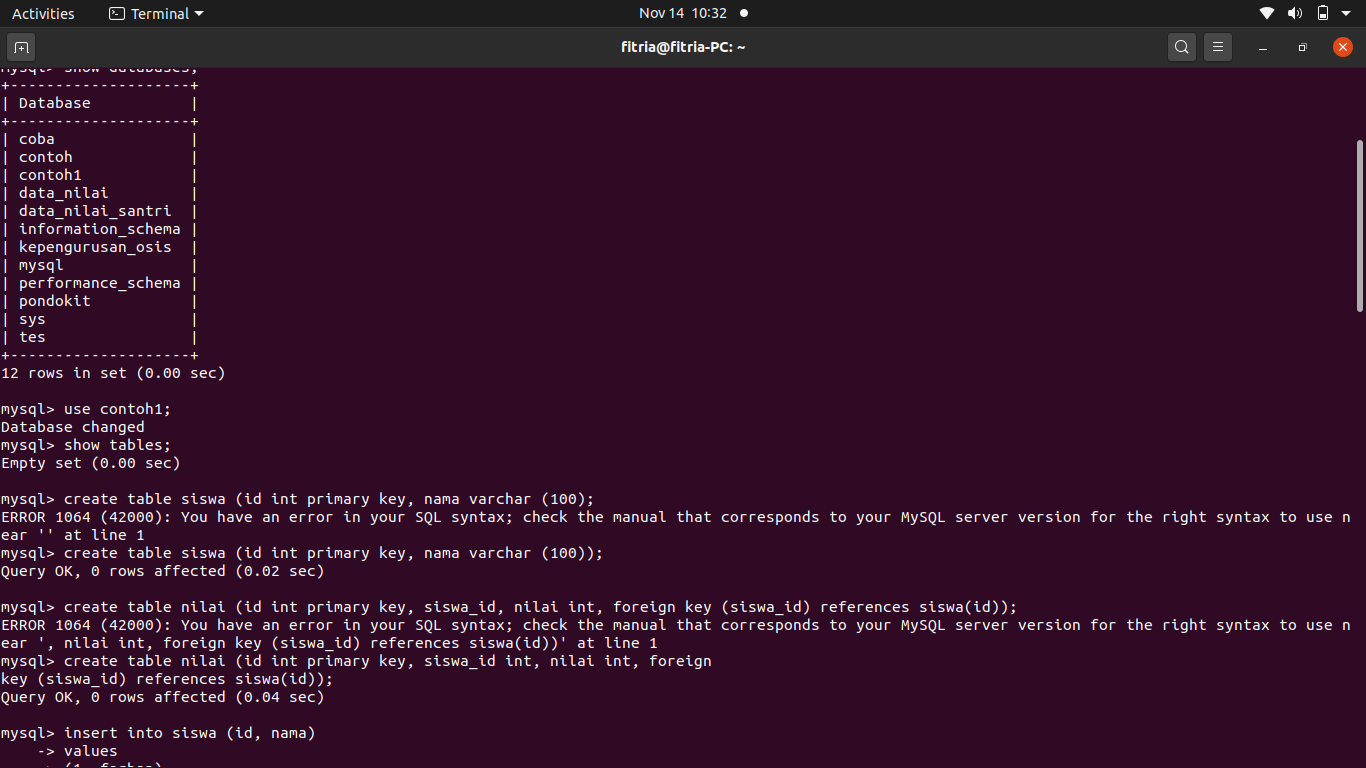 Activities Terminal Nov 14 10:32
fitria@fitria-PC: ~
mysql> show databases;
+--------------------+
| Database           |
+--------------------+
| coba               |
| contoh             |
| contoh1            |
| data_nilai         |
| data_nilai_santri  |
| information_schema |
| kepengurusan_osis  |
| mysql              |
| performance_schema |
| pondokit           |
| sys                |
| tes                |
+--------------------+
12 rows in set (0.00 sec)
mysql> use contoh1;
Database changed
mysql> show tables;
Empty set (0.00 sec)
mysql> create table siswa (id int primary key, nama varchar (100);
ERROR 1064 (42000): You have an error in your SQL syntax; check the manual that corresponds to your MySQL server version for the right syntax to use n
ear '' at line 1
mysql> create table siswa (id int primary key, nama varchar (100));
Query OK, 0 rows affected (0.02 sec)
mysql> create table nilai (id int primary key, siswa_id, nilai int, foreign key (siswa_id) references siswa(id));
ERROR 1064 (42000): You have an error in your SQL syntax; check the manual that corresponds to your MySQL server version for the right syntax to use n
ear ', nilai int, foreign key (siswa_id) references siswa(id))' at line 1
mysql> create table nilai (id int primary key, siswa_id int, nilai int, foreign
key (siswa_id) references siswa(id));
Query OK, 0 rows affected (0.04 sec)
mysql> insert into siswa (id, nama)
    -> values